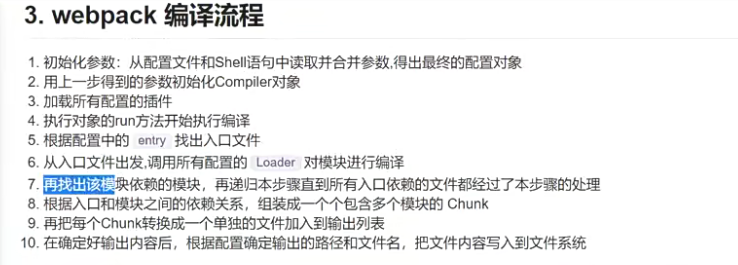 3. webpack 编译流程
1. 初始化参数：从配置文件和Shell语句中读取并合并参数,得出最终的配置对象
2. 用上一步得到的参数初始化Compiler对象
3. 加载所有配置的插件
4. 执行对象的run方法开始执行编译
5. 根据配置中的 entry 找出入口文件
6. 从入口文件出发,调用所有配置的 Loader 对模块进行编译
7. 再找出该模块依赖的模块，再递归本步骤直到所有入口依赖的文件都经过了本步骤的处理
8. 根据入口和模块之间的依赖关系，组装成一个个包含多个模块的 Chunk
9. 再把每个Chunk转换成一个单独的文件加入到输出列表
10. 在确定好输出内容后，根据配置确定输出的路径和文件名，把文件内容写入到文件系统